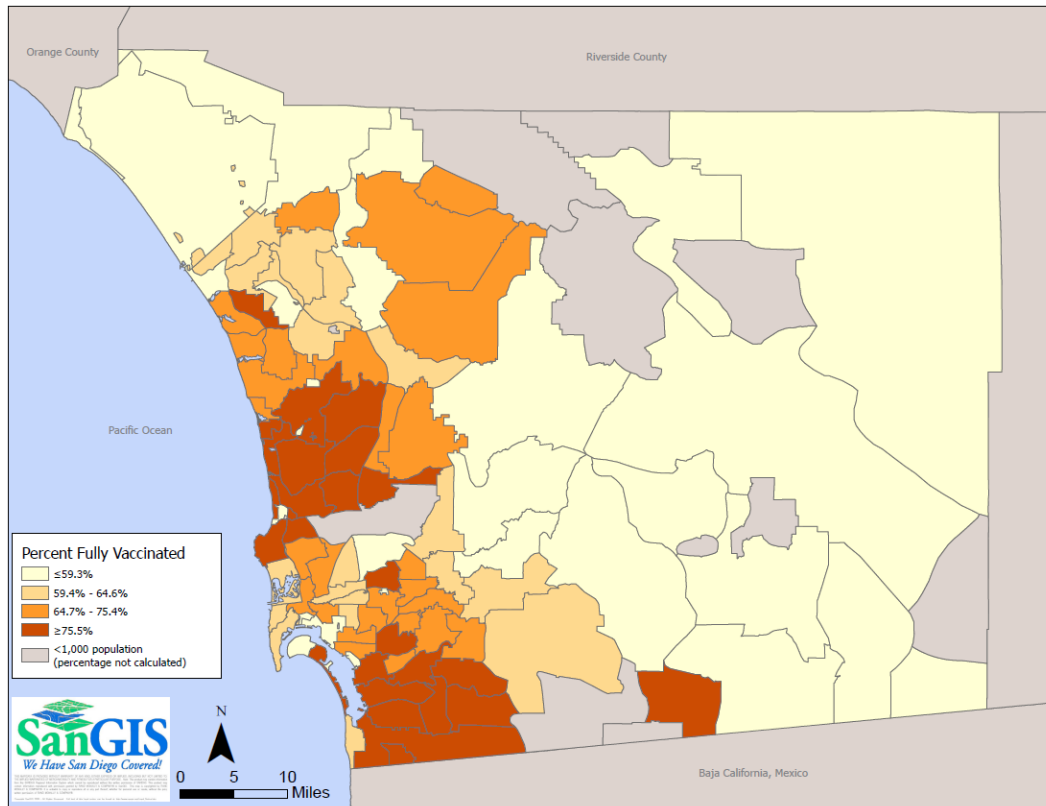 Orange County
Riverside County
Pacific Ocean
Percent Fully Vaccinated
≤59.3%
59.4% - 64.6%
64.7% - 75.4%
≥75.5%
<1,000 population
(percentage not calculated)
SanGIS
We Have San Diego Covered!
N
0 5 10
Miles
Baja California, Mexico